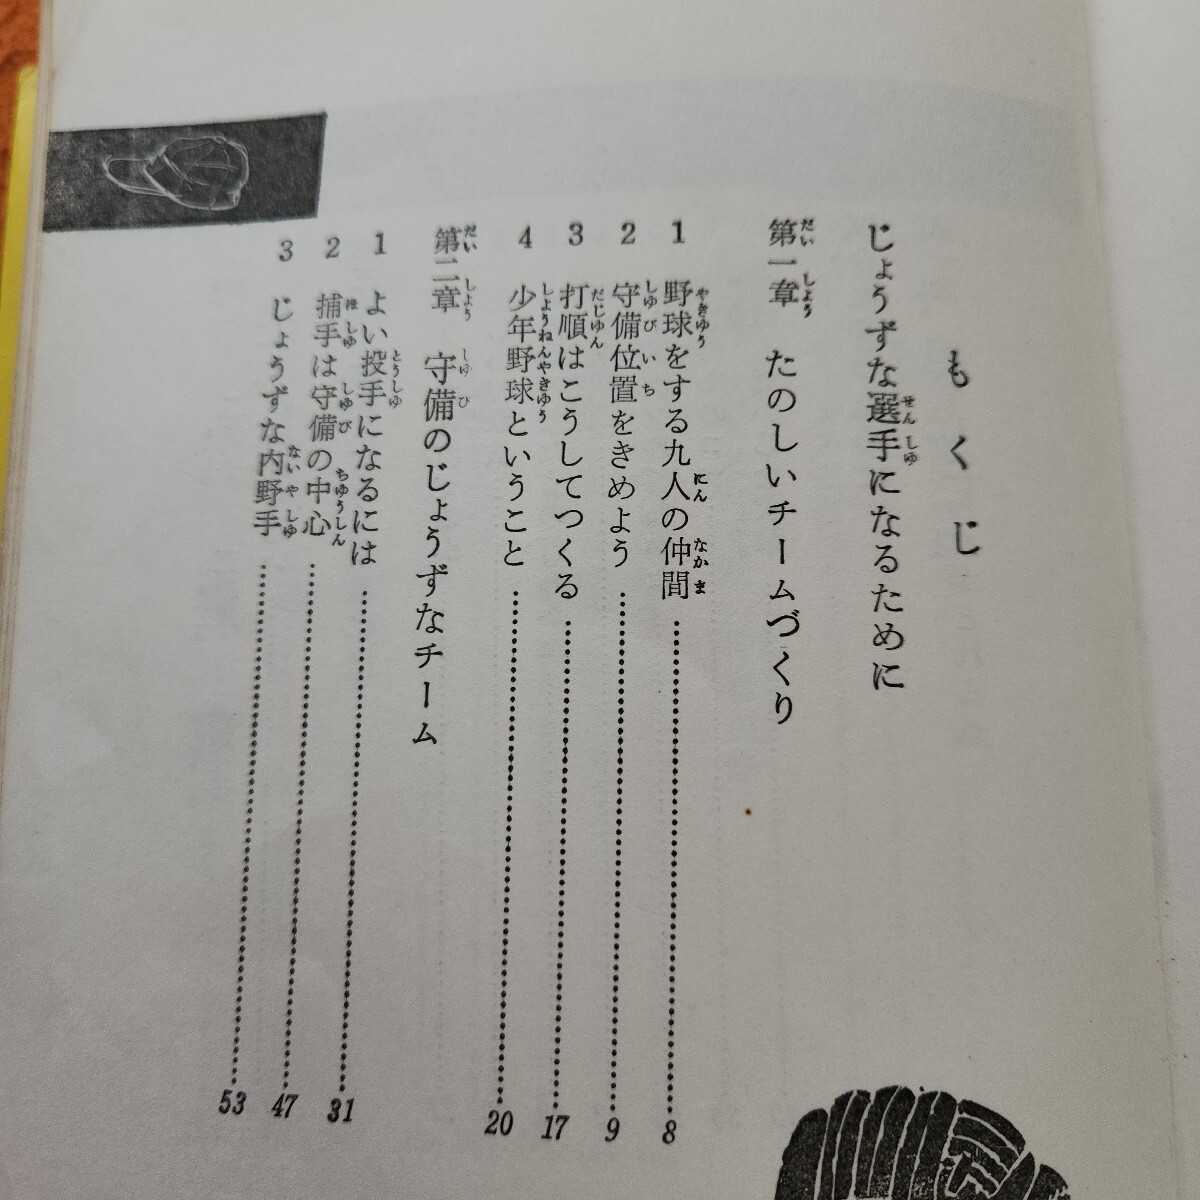 もくじ
じょうずな選手になるために
第一章 たのしいチームづくり
1 野球をする九人の仲間 8
2 守備位置をきめよう 9
3 打順はこうしてつくる 17
4 少年野球ということ 20
第二章 守備のじょうずなチーム
1 よい投手になるには 31
2 捕手は守備の中心 47
3 じょうずな内野手 53